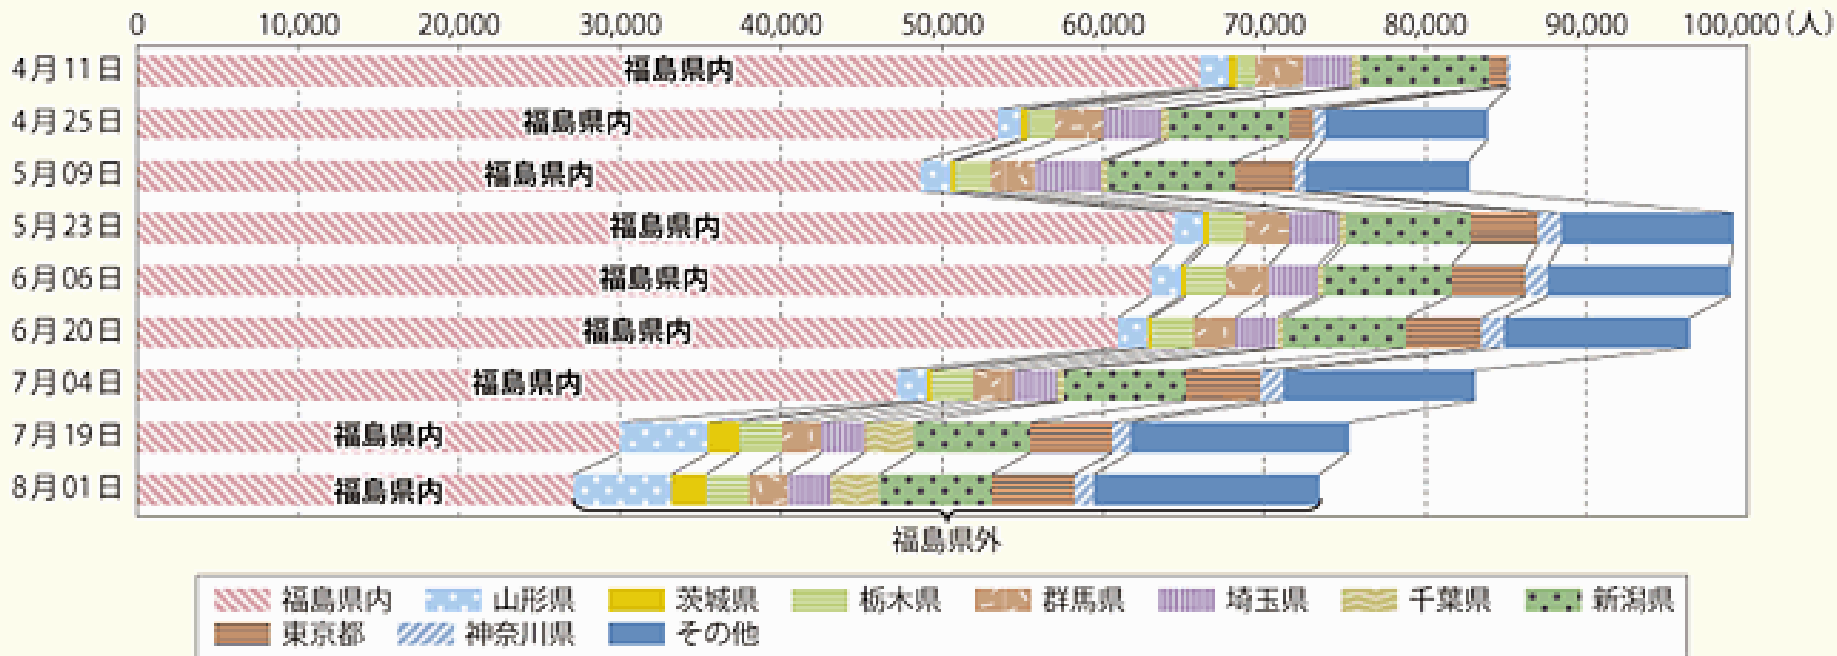 0 10,000 20,000 30,000 40,000 50,000 60,000 70,000 80,000 90,000 100,000 (人)
4月11日 福島県内
4月25日 福島県内
5月09日 福島県内
5月23日 福島県内
6月06日 福島県内
6月20日 福島県内
7月04日 福島県内
7月19日 福島県内
8月01日 福島県内
福島県外
福島県内 山形県 茨城県 栃木県 群馬県 埼玉県 千葉県 新潟県
東京都 神奈川県 その他